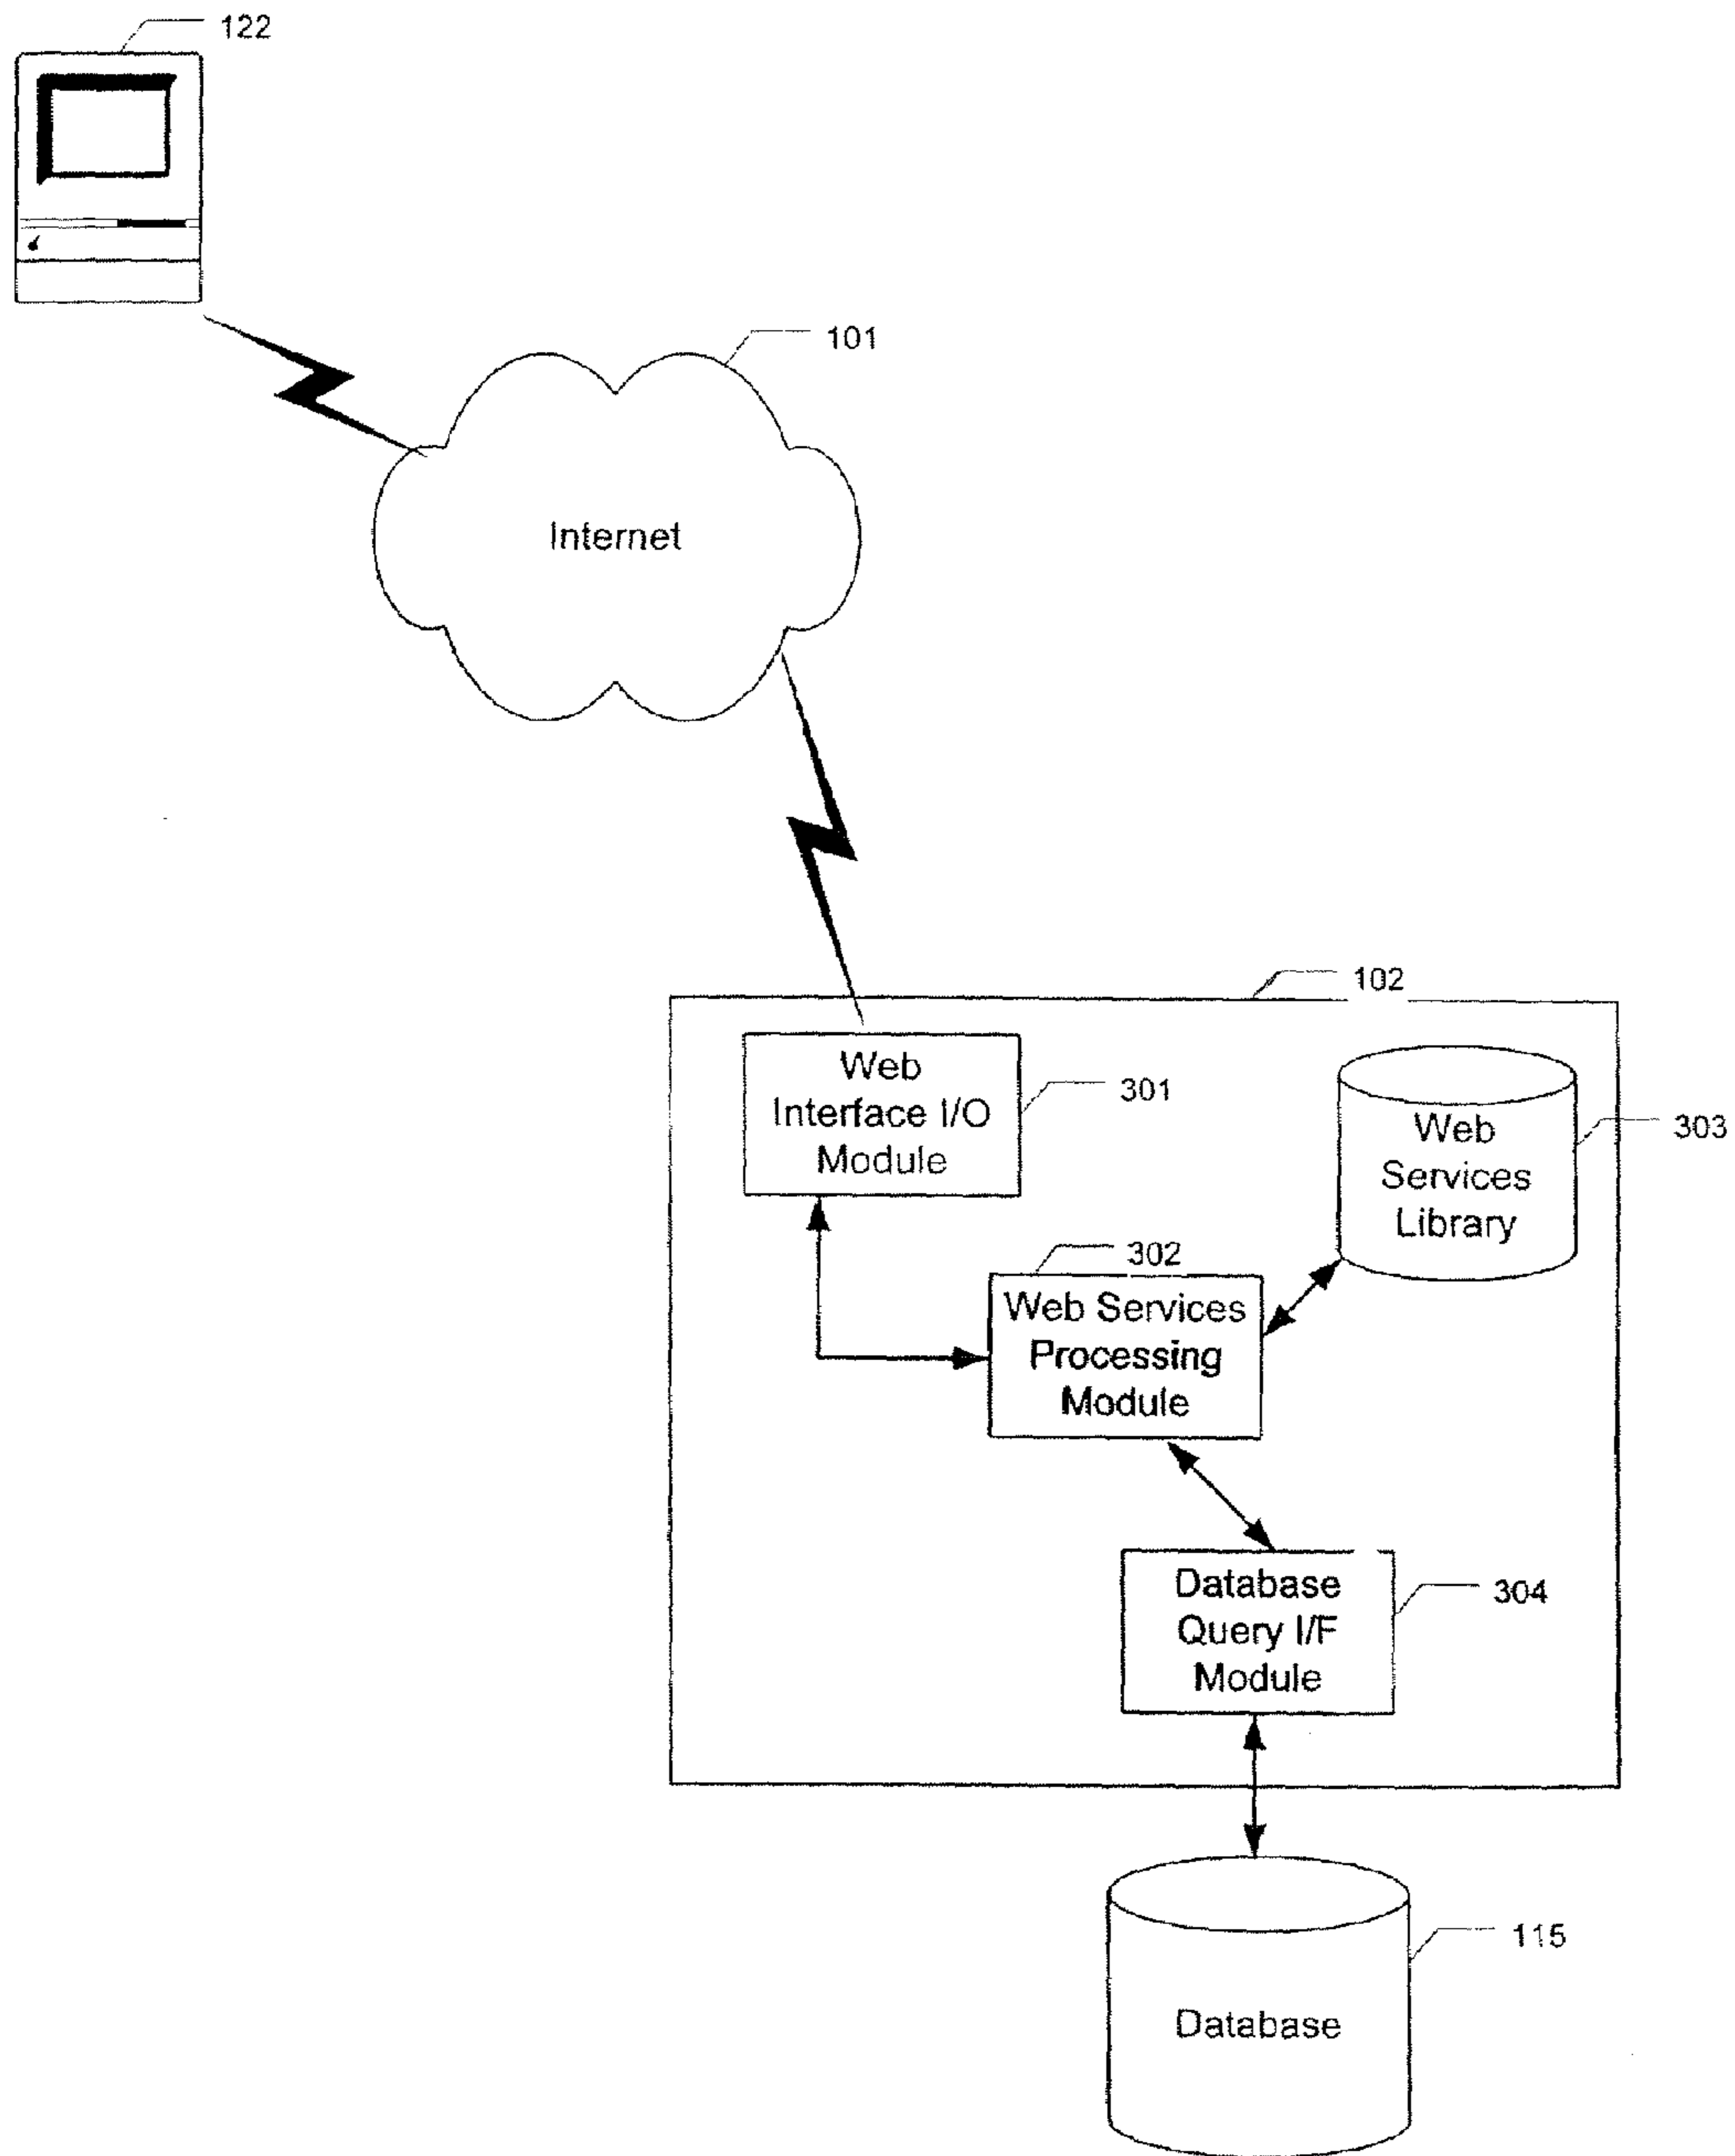 122
101
Internet
102
Web
Interface I/O
Module
301
Web
Services
Library
303
302
Web Services
Processing
Module
Database
Query I/F
Module
304
115
Database